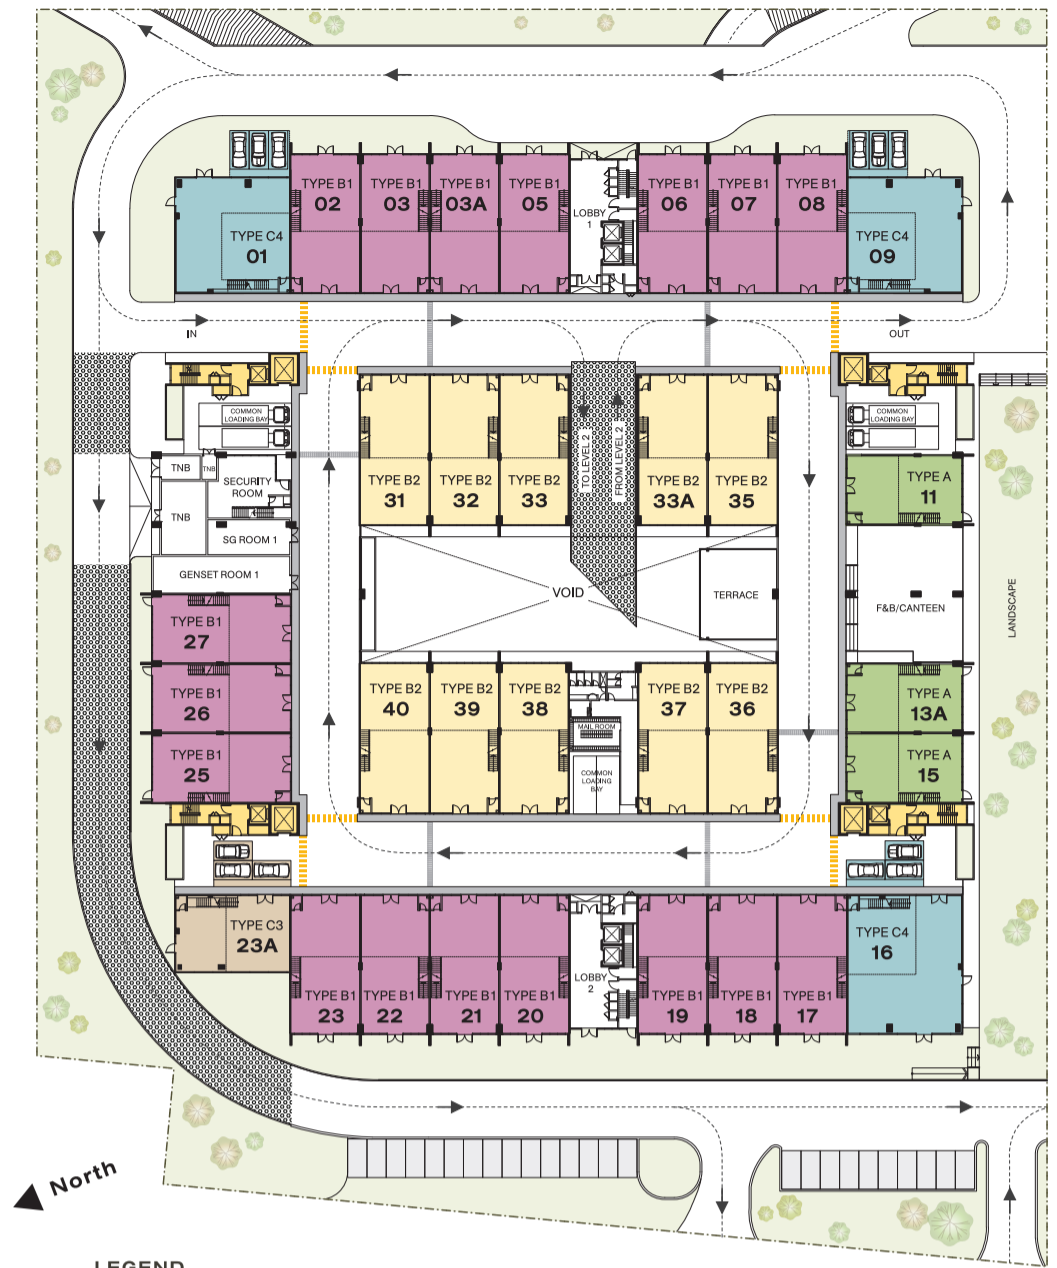 TYPE B1
02
TYPE B1
03
TYPE B1
03A
TYPE B1
05
LOBBY
1
TYPE B1
06
TYPE B1
07
TYPE B1
08
TYPE C4
01
TYPE C4
09
IN
OUT
COMMON
LOADING BAY
TNB
TNB
SECURITY
ROOM
TNB
SG ROOM 1
GENSET ROOM 1
TYPE B2
31
TYPE B2
32
TYPE B2
33
TO LEVEL 2
FROM LEVEL 2
TYPE B2
33A
TYPE B2
35
COMMON
LOADING BAY
TYPE A
11
VOID
TERRACE
F&B/CANTEEN
LANDSCAPE
TYPE B1
27
TYPE B1
26
TYPE B1
25
TYPE B2
40
TYPE B2
39
TYPE B2
38
MAIL ROOM
COMMON
LOADING
BAY
TYPE B2
37
TYPE B2
36
TYPE A
13A
TYPE A
15
TYPE C3
23A
TYPE B1
23
TYPE B1
22
TYPE B1
21
TYPE B1
20
LOBBY
2
TYPE B1
19
TYPE B1
18
TYPE B1
17
TYPE C4
16
North
LEGEND